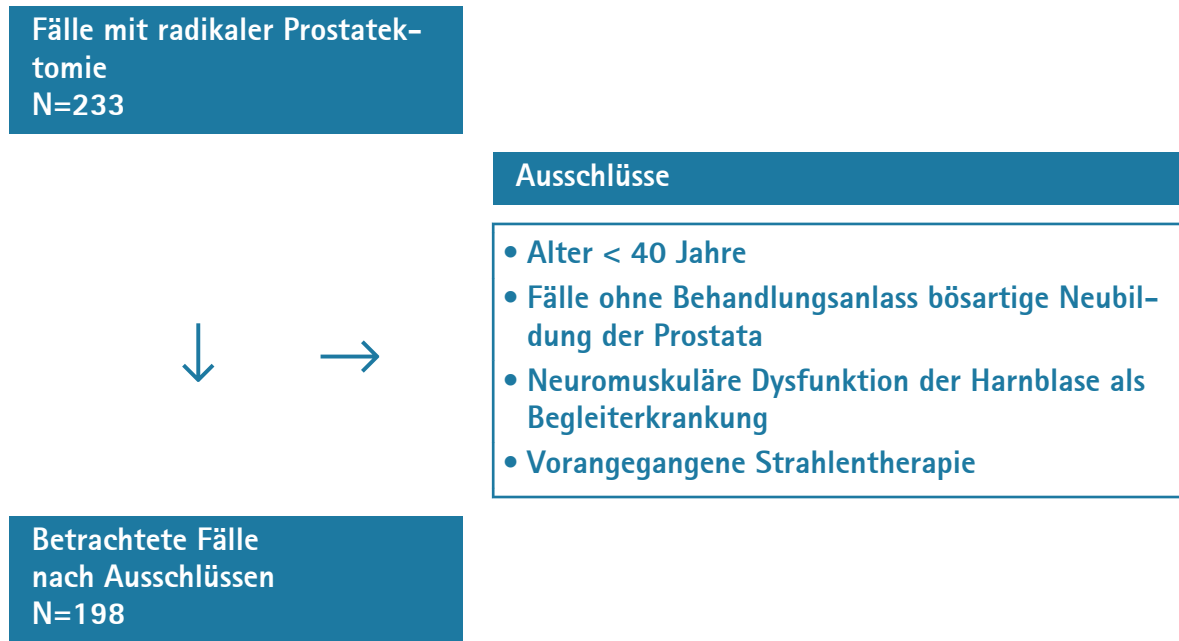 Fälle mit radikaler Prostatek-
tomie
N=233
Ausschlüsse
• Alter < 40 Jahre
• Fälle ohne Behandlungsanlass bösartige Neubil-
dung der Prostata
• Neuromuskuläre Dysfunktion der Harnblase als
Begleiterkrankung
• Vorangegangene Strahlentherapie
Betrachtete Fälle
nach Ausschlüssen
N=198